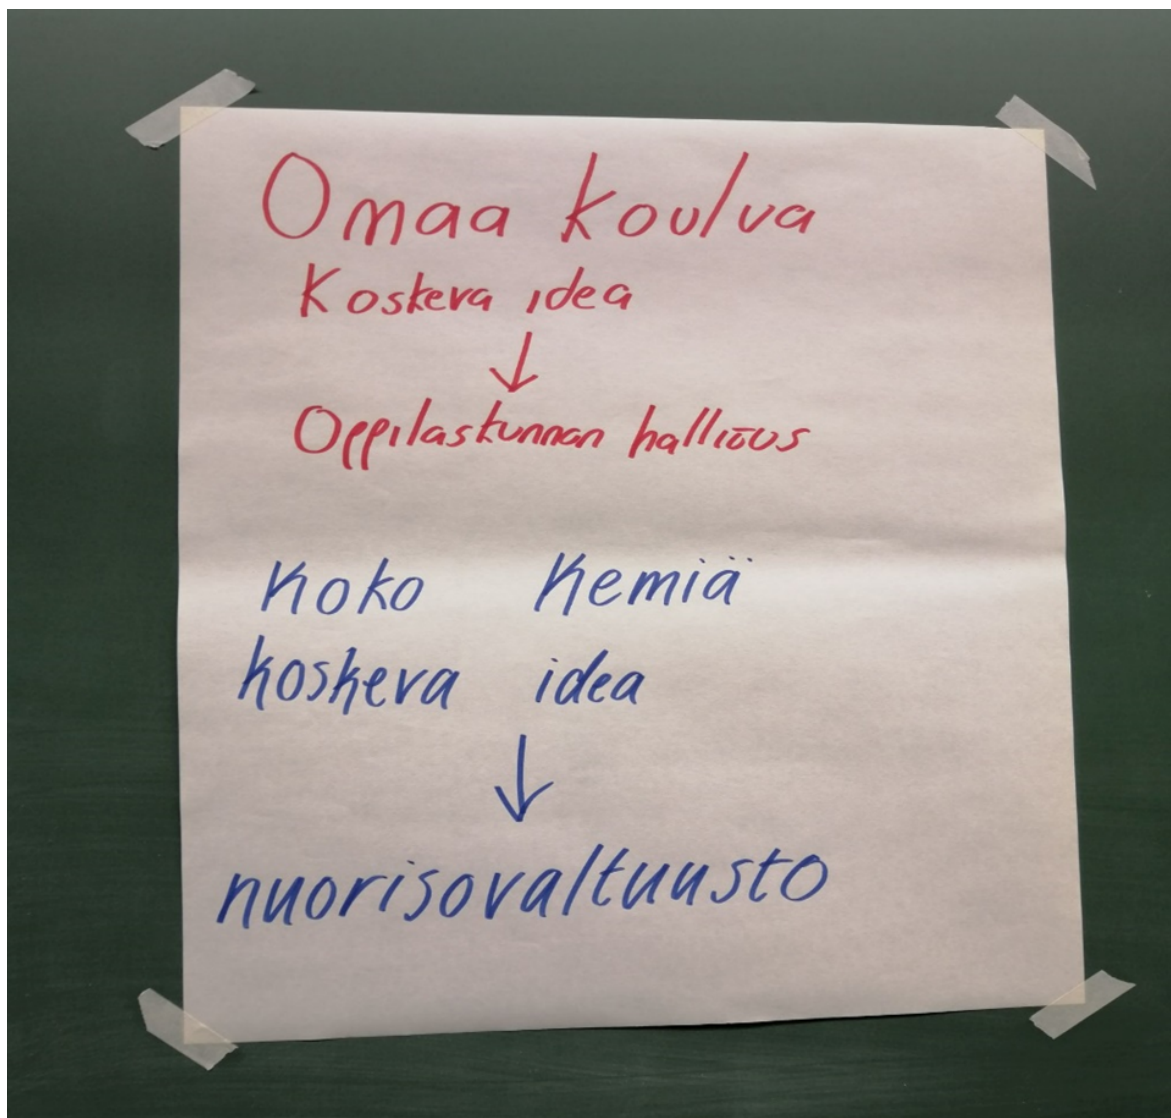 Omaa koulua
Koskeva idea
↓
Oppilaskunnan hallitus
Koko Kemiä
koskeva idea
↓
nuorisovaltuusto